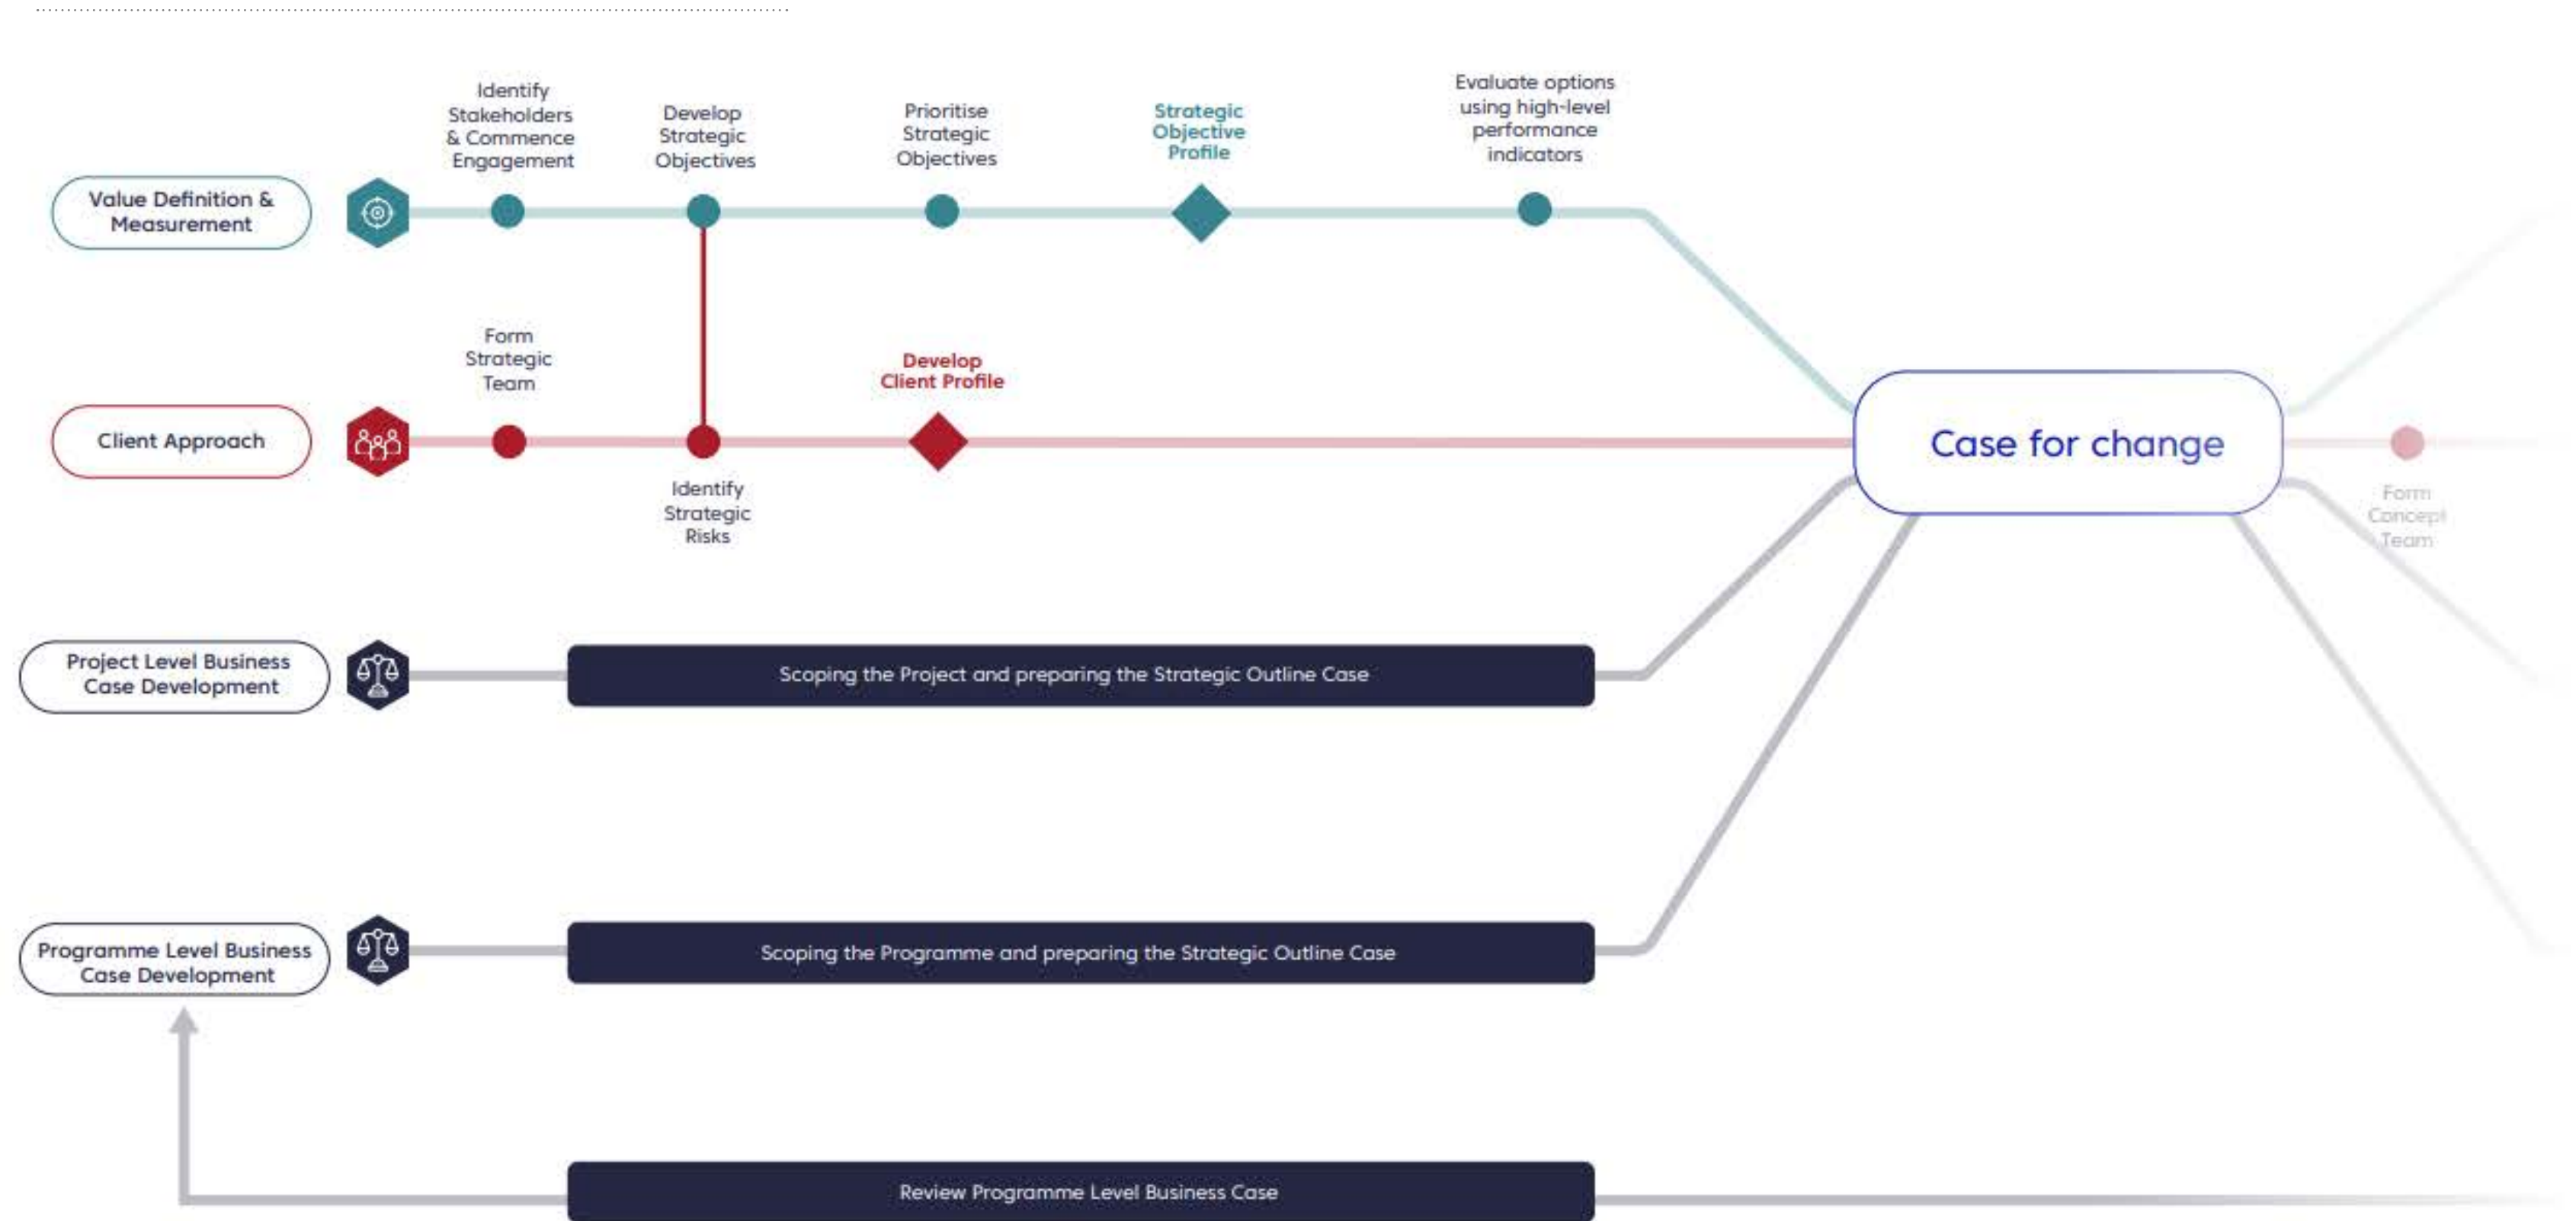 Identify
Stakeholders
& Commence
Engagement
Develop
Strategic
Objectives
Prioritise
Strategic
Objectives
Strategic
Objective
Profile
Evaluate options
using high-level
performance
indicators
Value Definition &
Measurement
Form
Strategic
Team
Develop
Client Profile
Client Approach
Case for change
Identify
Strategic
Risks
Form
Concept
Team
Project Level Business
Case Development
Scoping the Project and preparing the Strategic Outline Case
Programme Level Business
Case Development
Scoping the Programme and preparing the Strategic Outline Case
Review Programme Level Business Case